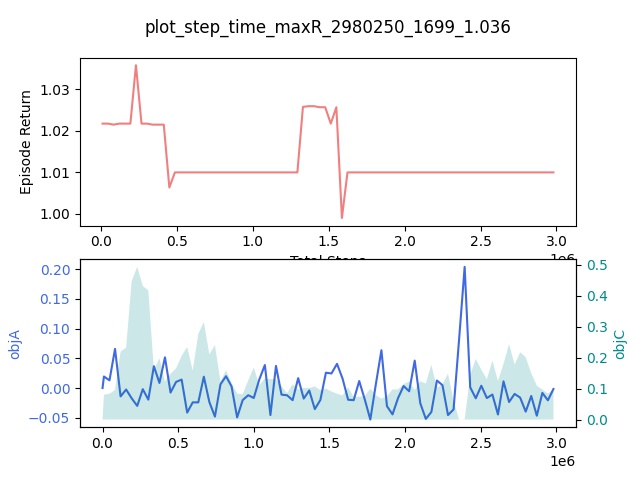 plot_step_time_maxR_2980250_1699_1.036
Episode Return
1.03
1.02
1.01
1.00
0.0 0.5 1.0 1.5 2.0 2.5 3.0
Total Steps
1e6
objA
0.20
0.15
0.10
0.05
0.00
−0.05
0.5
0.4
0.3
0.2
0.1
0.0
objC
0.0 0.5 1.0 1.5 2.0 2.5 3.0
1e6